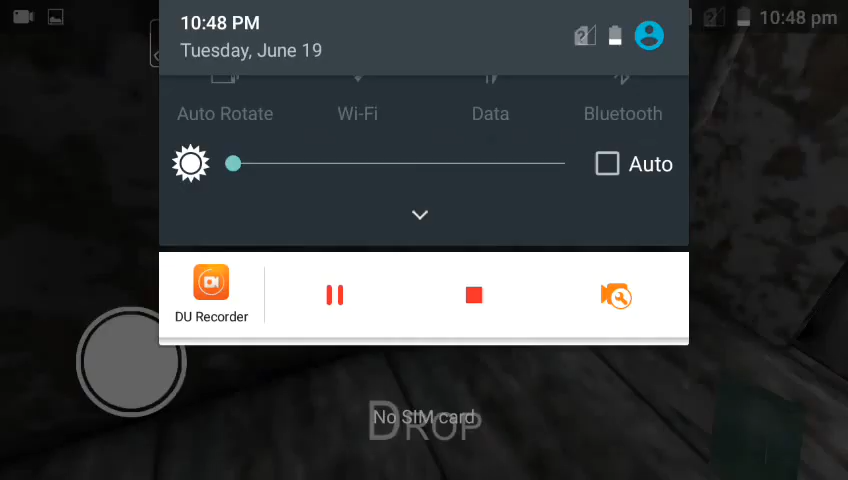 10:48 PM
10:48 pm
Tuesday, June 19
Auto Rotate
Wi-Fi
Data
Bluetooth
Auto
DU Recorder
No SIM card
DROP